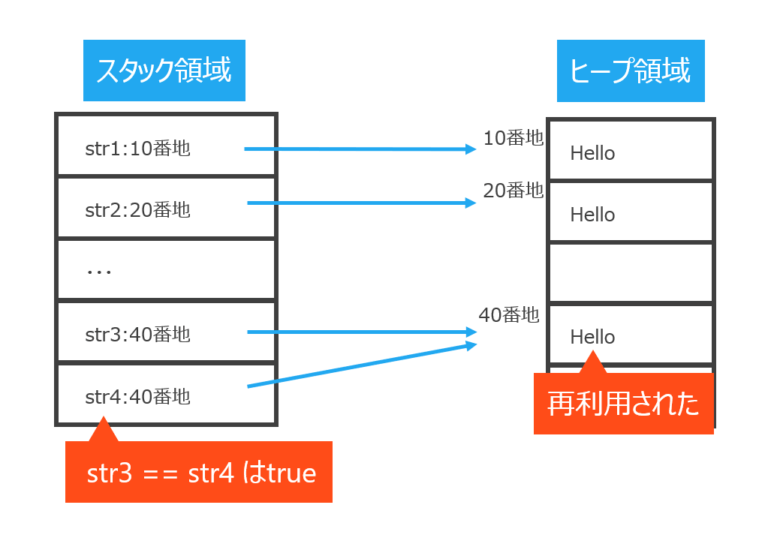 スタック領域
str1:10番地
str2:20番地
...
str3:40番地
str4:40番地
str3 == str4 はtrue
ヒープ領域
10番地
Hello
20番地
Hello
40番地
Hello
再利用された